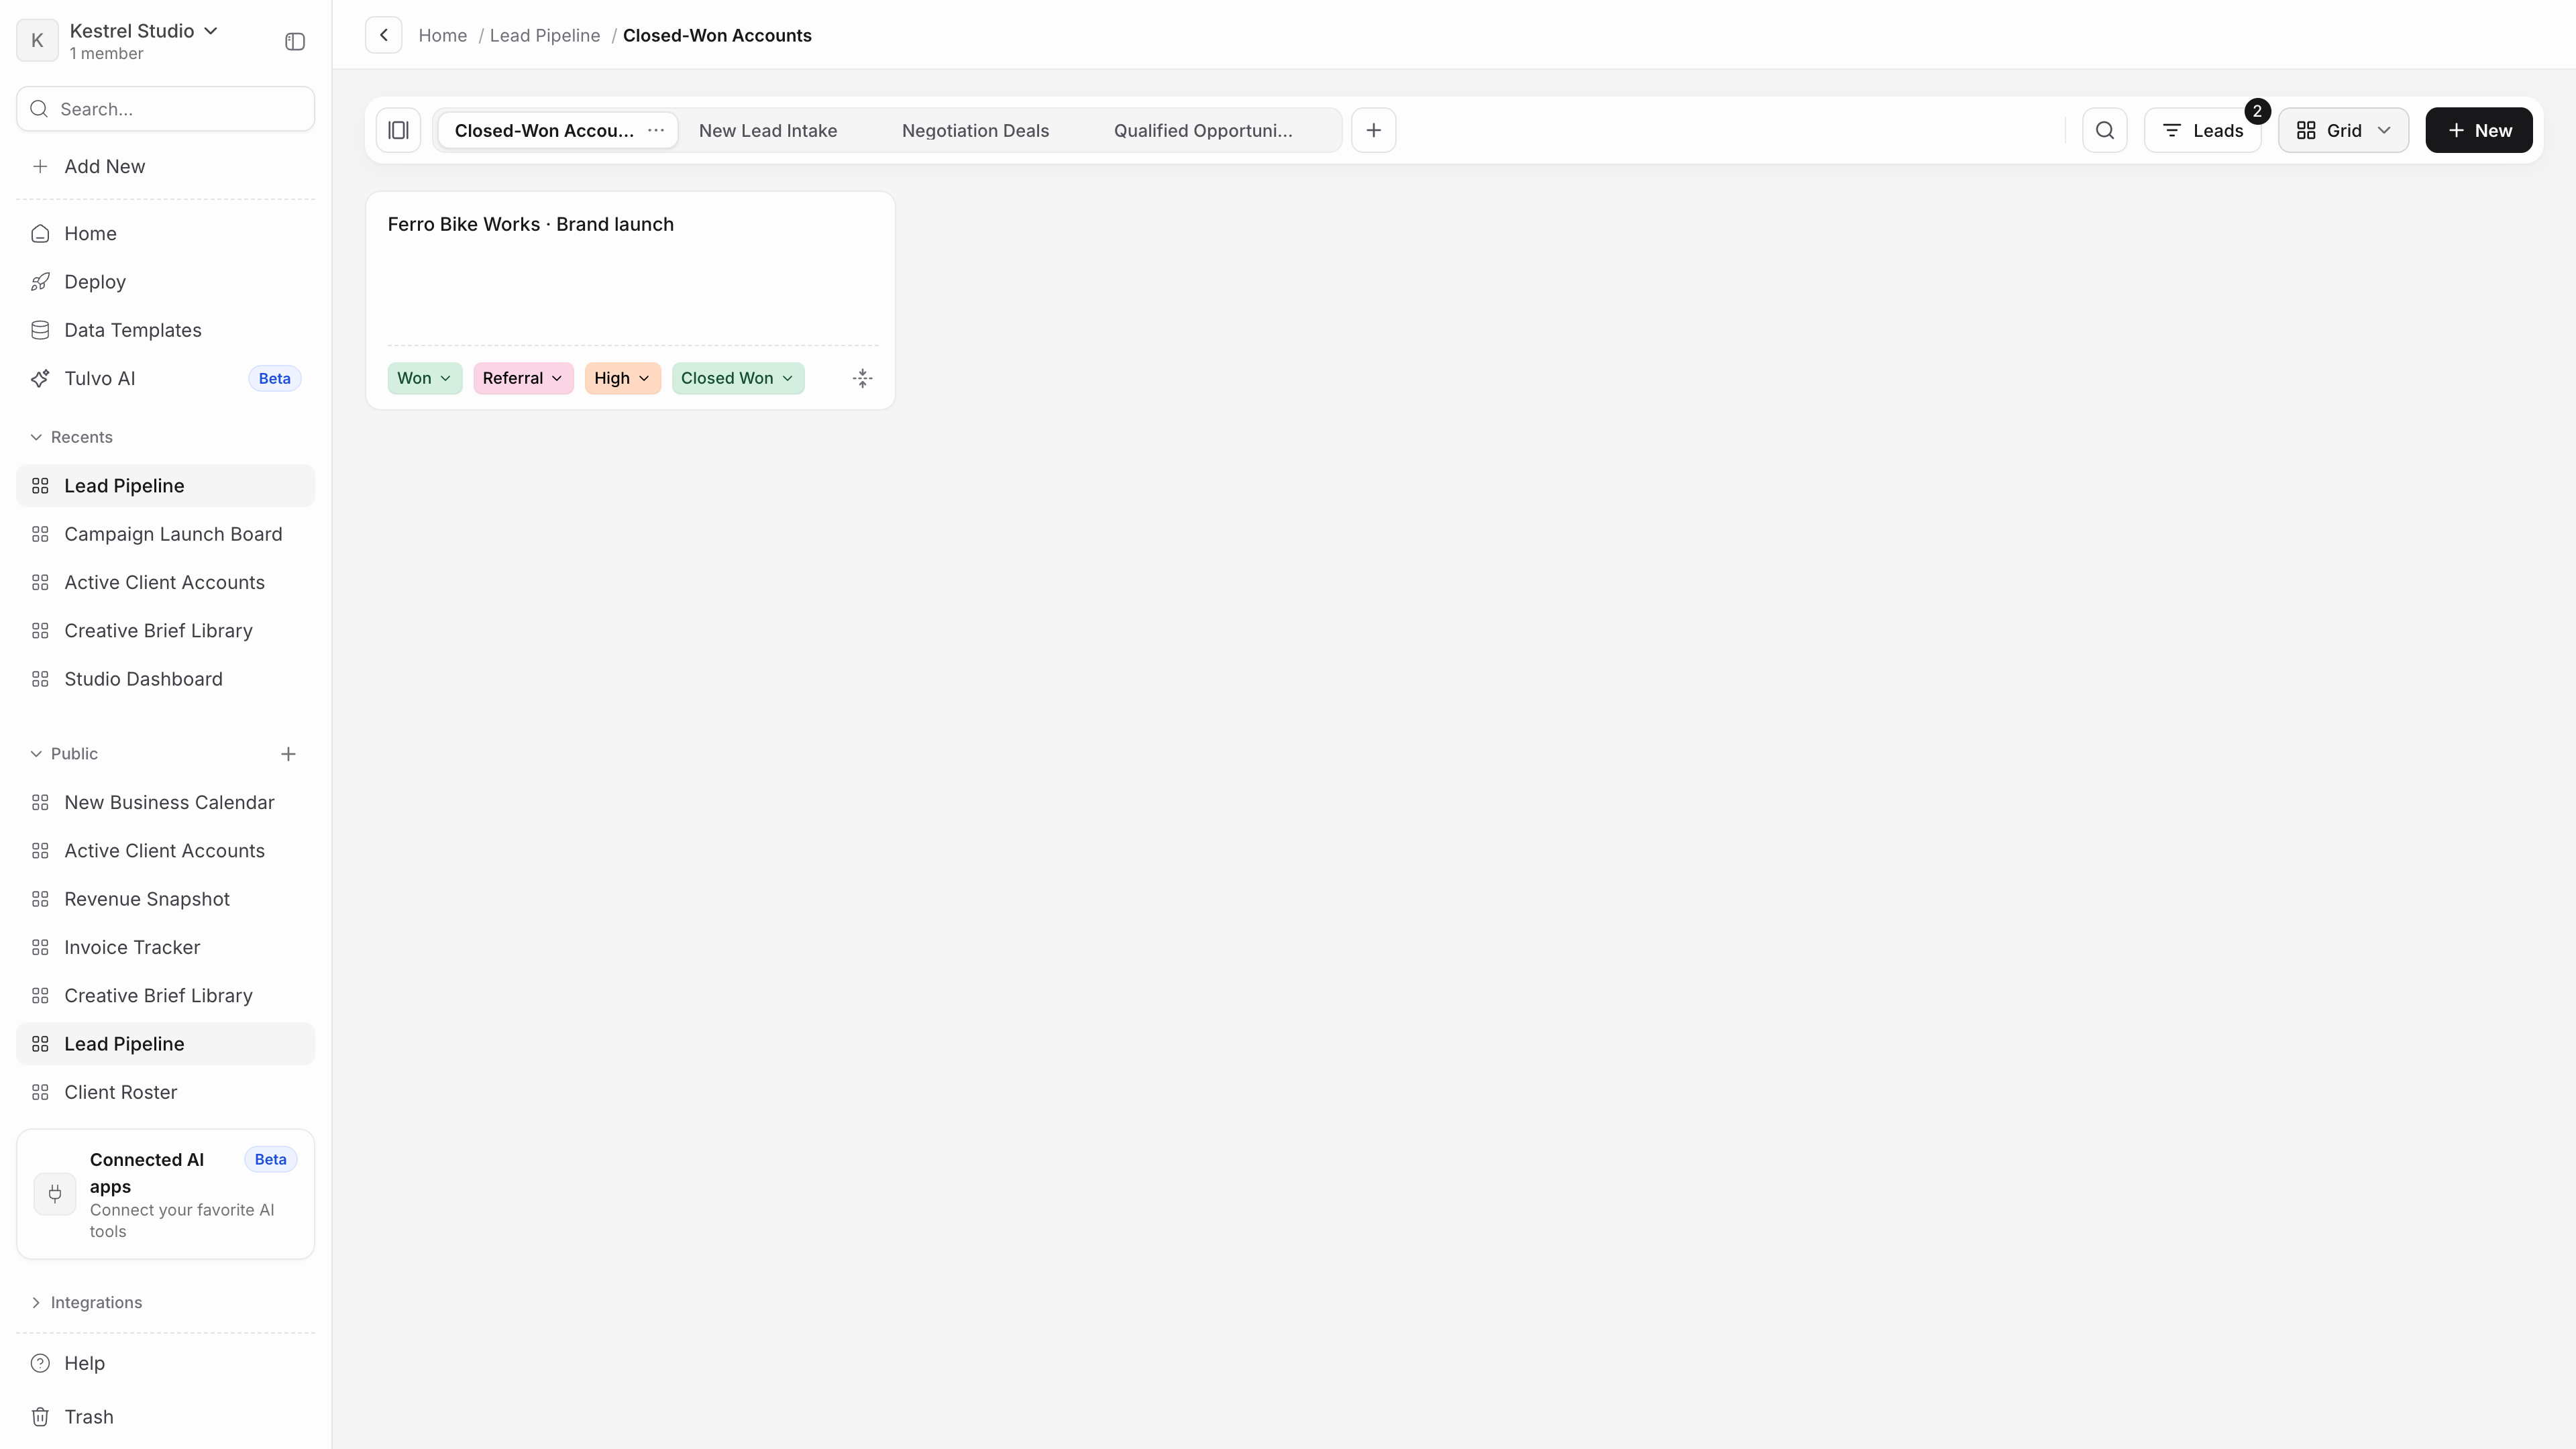 K
Kestrel Studio
1 member
Search...
Add New
Home
Deploy
Data Templates
Tulvo AI
Beta
Recents
Lead Pipeline
Campaign Launch Board
Active Client Accounts
Creative Brief Library
Studio Dashboard
Public
New Business Calendar
Active Client Accounts
Revenue Snapshot
Invoice Tracker
Creative Brief Library
Lead Pipeline
Client Roster
Connected AI
apps
Beta
Connect your favorite AI
tools
Integrations
Help
Trash
Home / Lead Pipeline / Closed-Won Accounts
Closed-Won Accou...
New Lead Intake
Negotiation Deals
Qualified Opportuni...
Leads
2
Grid
New
Ferro Bike Works · Brand launch
Won
Referral
High
Closed Won